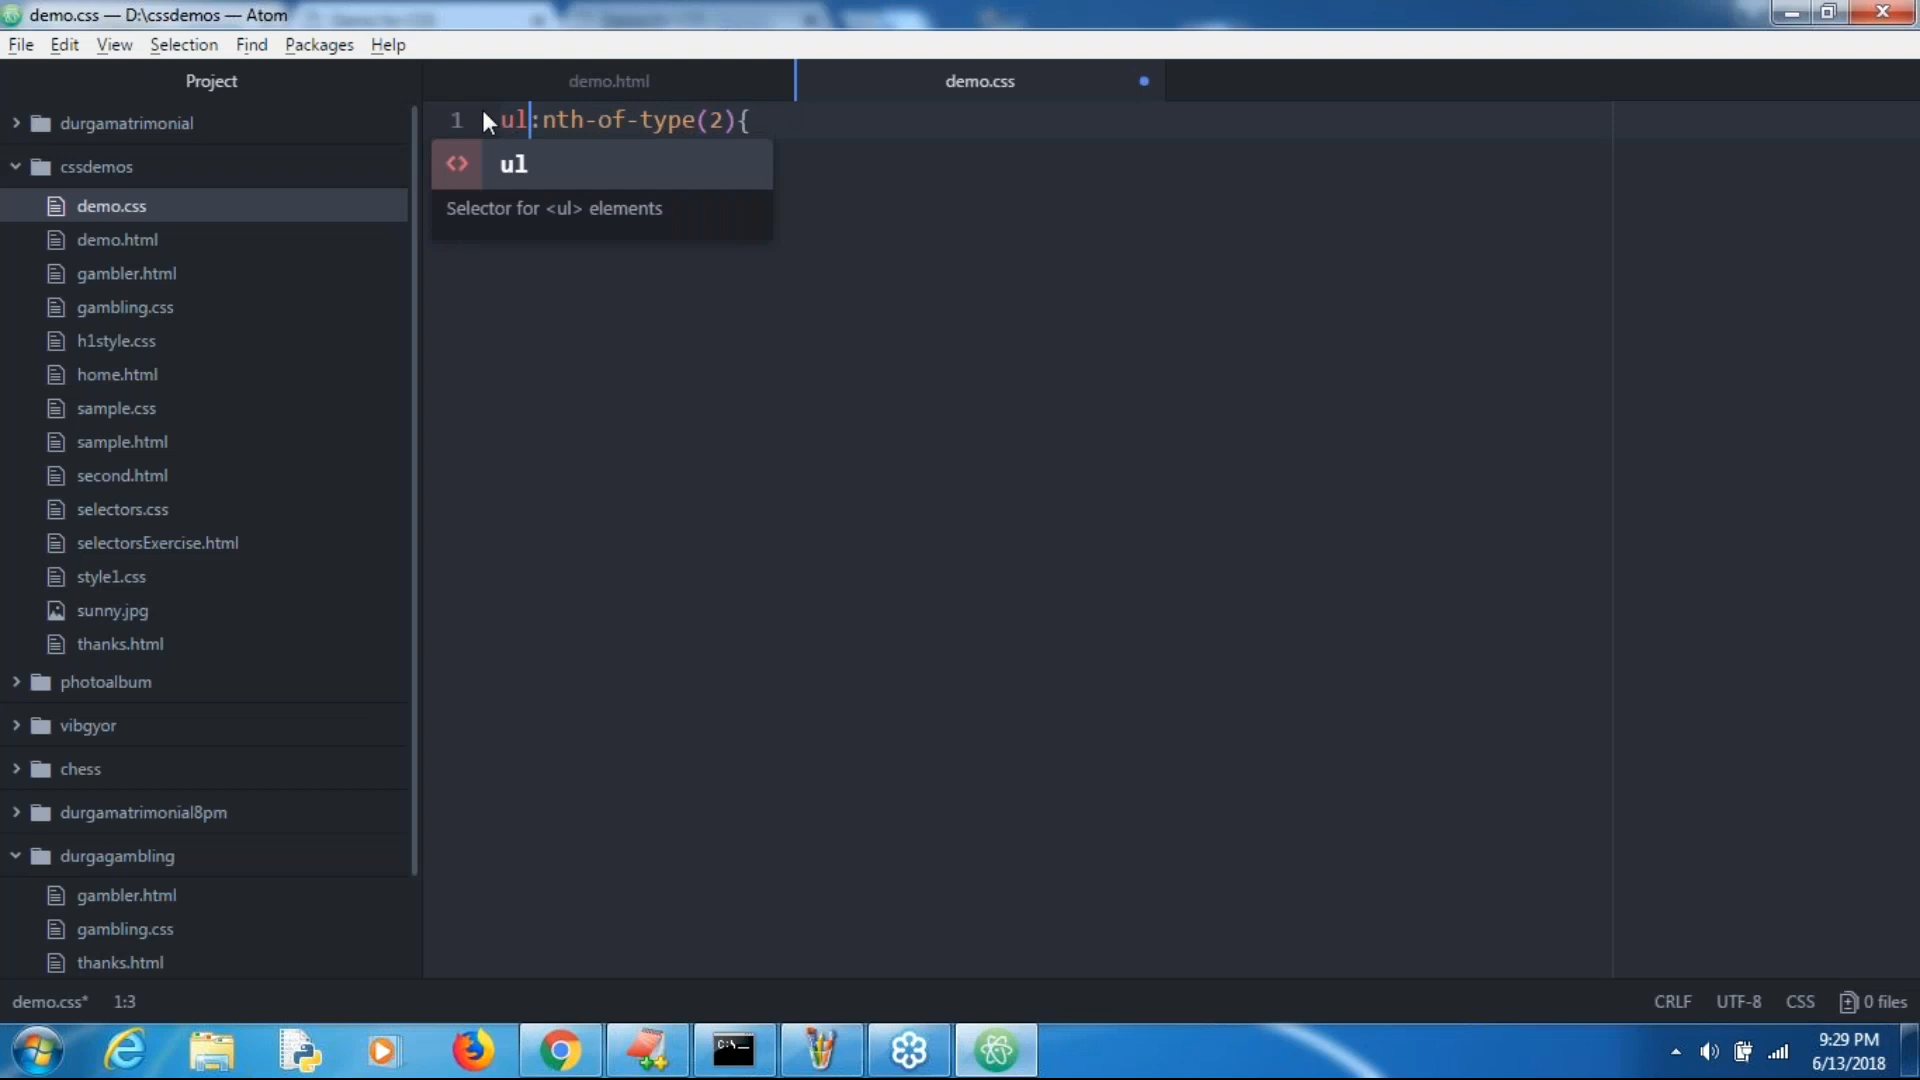 demo.css — D:\cssdemos — Atom
File Edit View Selection Find Packages Help
Project
demo.html
demo.css
durgamatrimonial
cssdemos
demo.css
demo.html
gambler.html
gambling.css
h1style.css
home.html
sample.css
sample.html
second.html
selectors.css
selectorsExercise.html
style1.css
sunny.jpg
thanks.html
photoalbum
vibgyor
chess
durgamatrimonial8pm
durgagambling
gambler.html
gambling.css
thanks.html
1 ul:nth-of-type(2){
<> ul
Selector for <ul> elements
demo.css* 1:3
CRLF UTF-8 CSS 0 files
C:\_
9:29 PM
6/13/2018